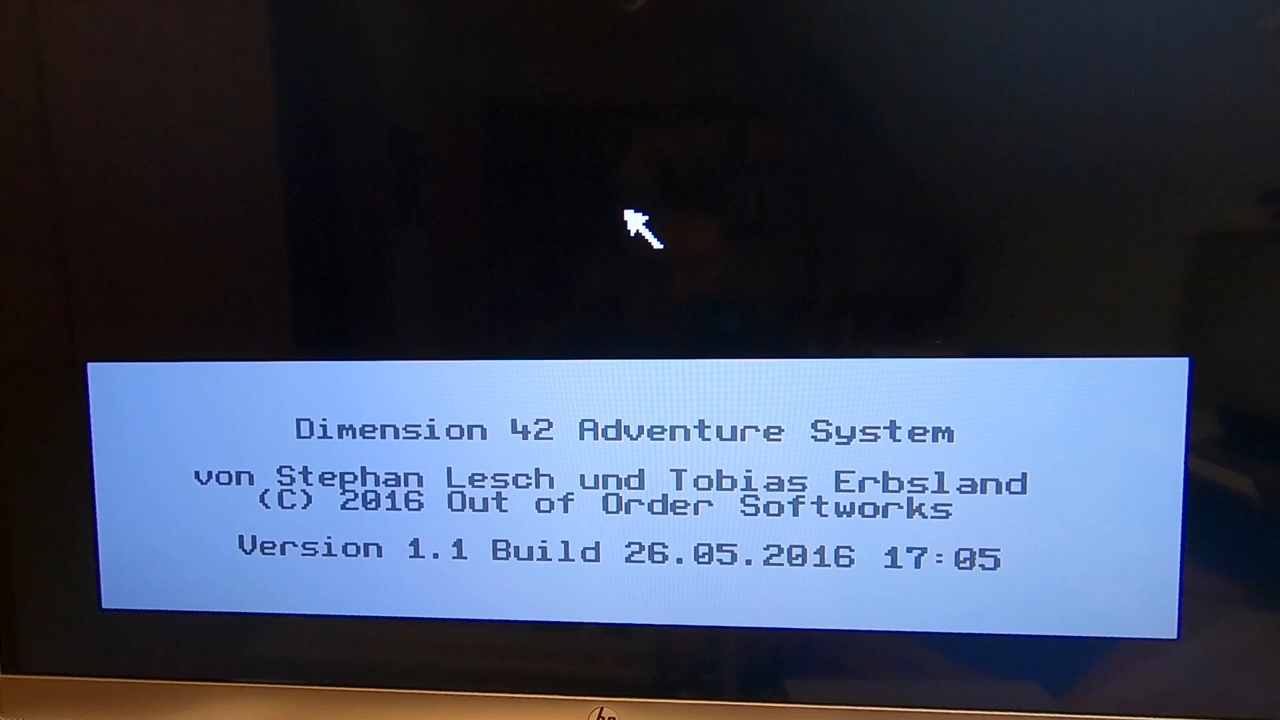 Dimension 42 Adventure System
von Stephan Lesch und Tobias Erbsland
(C) 2016 Out of Order Softworks
Version 1.1 Build 26.05.2016 17:05
hp